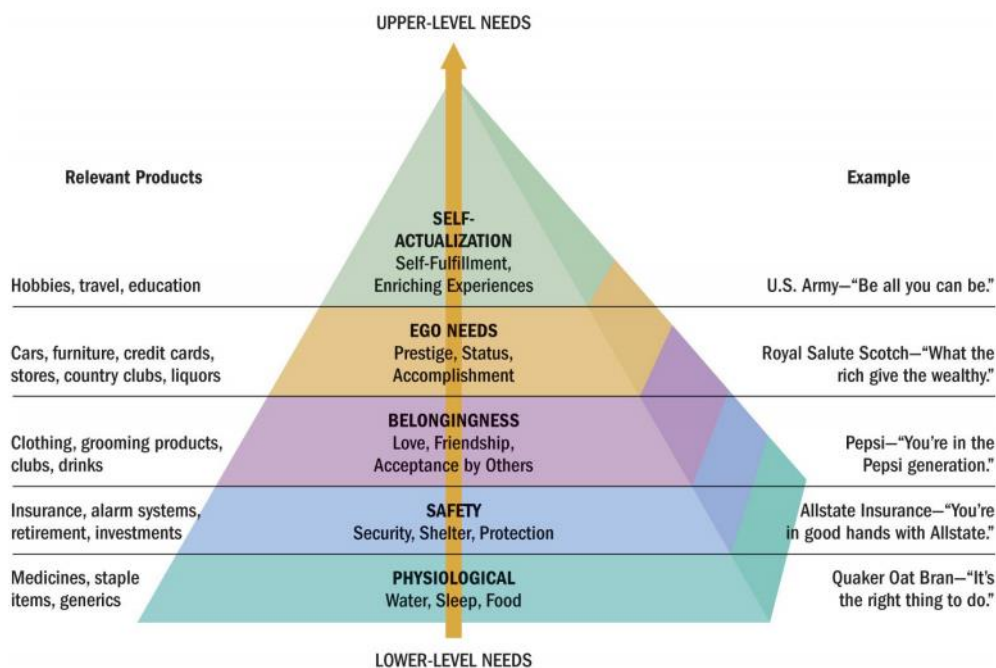 UPPER-LEVEL NEEDS
Relevant Products
Example
SELF-
ACTUALIZATION
Self-Fulfillment,
Enriching Experiences
Hobbies, travel, education
U.S. Army—“Be all you can be.”
EGO NEEDS
Prestige, Status,
Accomplishment
Cars, furniture, credit cards,
stores, country clubs, liquors
Royal Salute Scotch—“What the
rich give the wealthy.”
BELONGINGNESS
Love, Friendship,
Acceptance by Others
Clothing, grooming products,
clubs, drinks
Pepsi—“You’re in the
Pepsi generation.”
SAFETY
Security, Shelter, Protection
Insurance, alarm systems,
retirement, investments
Allstate Insurance—“You’re
in good hands with Allstate.”
PHYSIOLOGICAL
Water, Sleep, Food
Medicines, staple
items, generics
Quaker Oat Bran—“It’s
the right thing to do.”
LOWER-LEVEL NEEDS